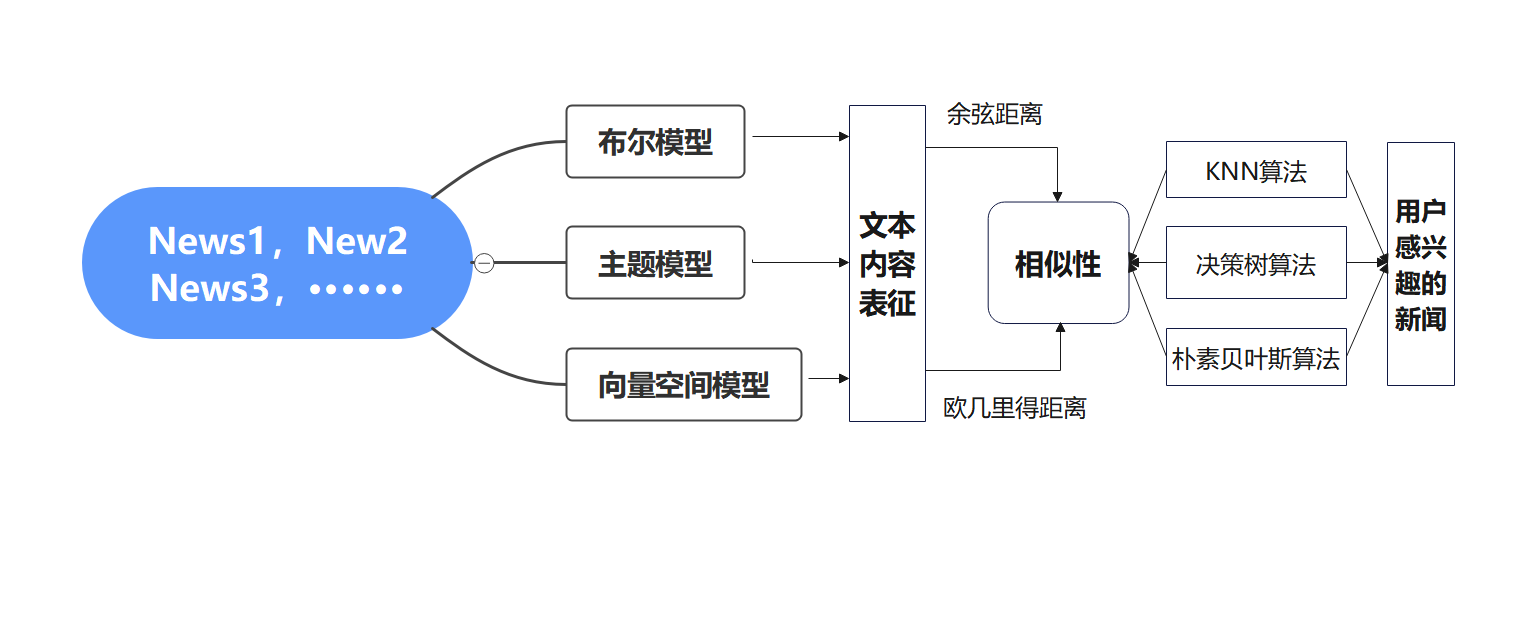 News1，New2
News3，••••••
布尔模型
主题模型
向量空间模型
文本
内容
表征
余弦距离
欧几里得距离
相似性
KNN算法
决策树算法
朴素贝叶斯算法
用户
感兴
趣的
新闻